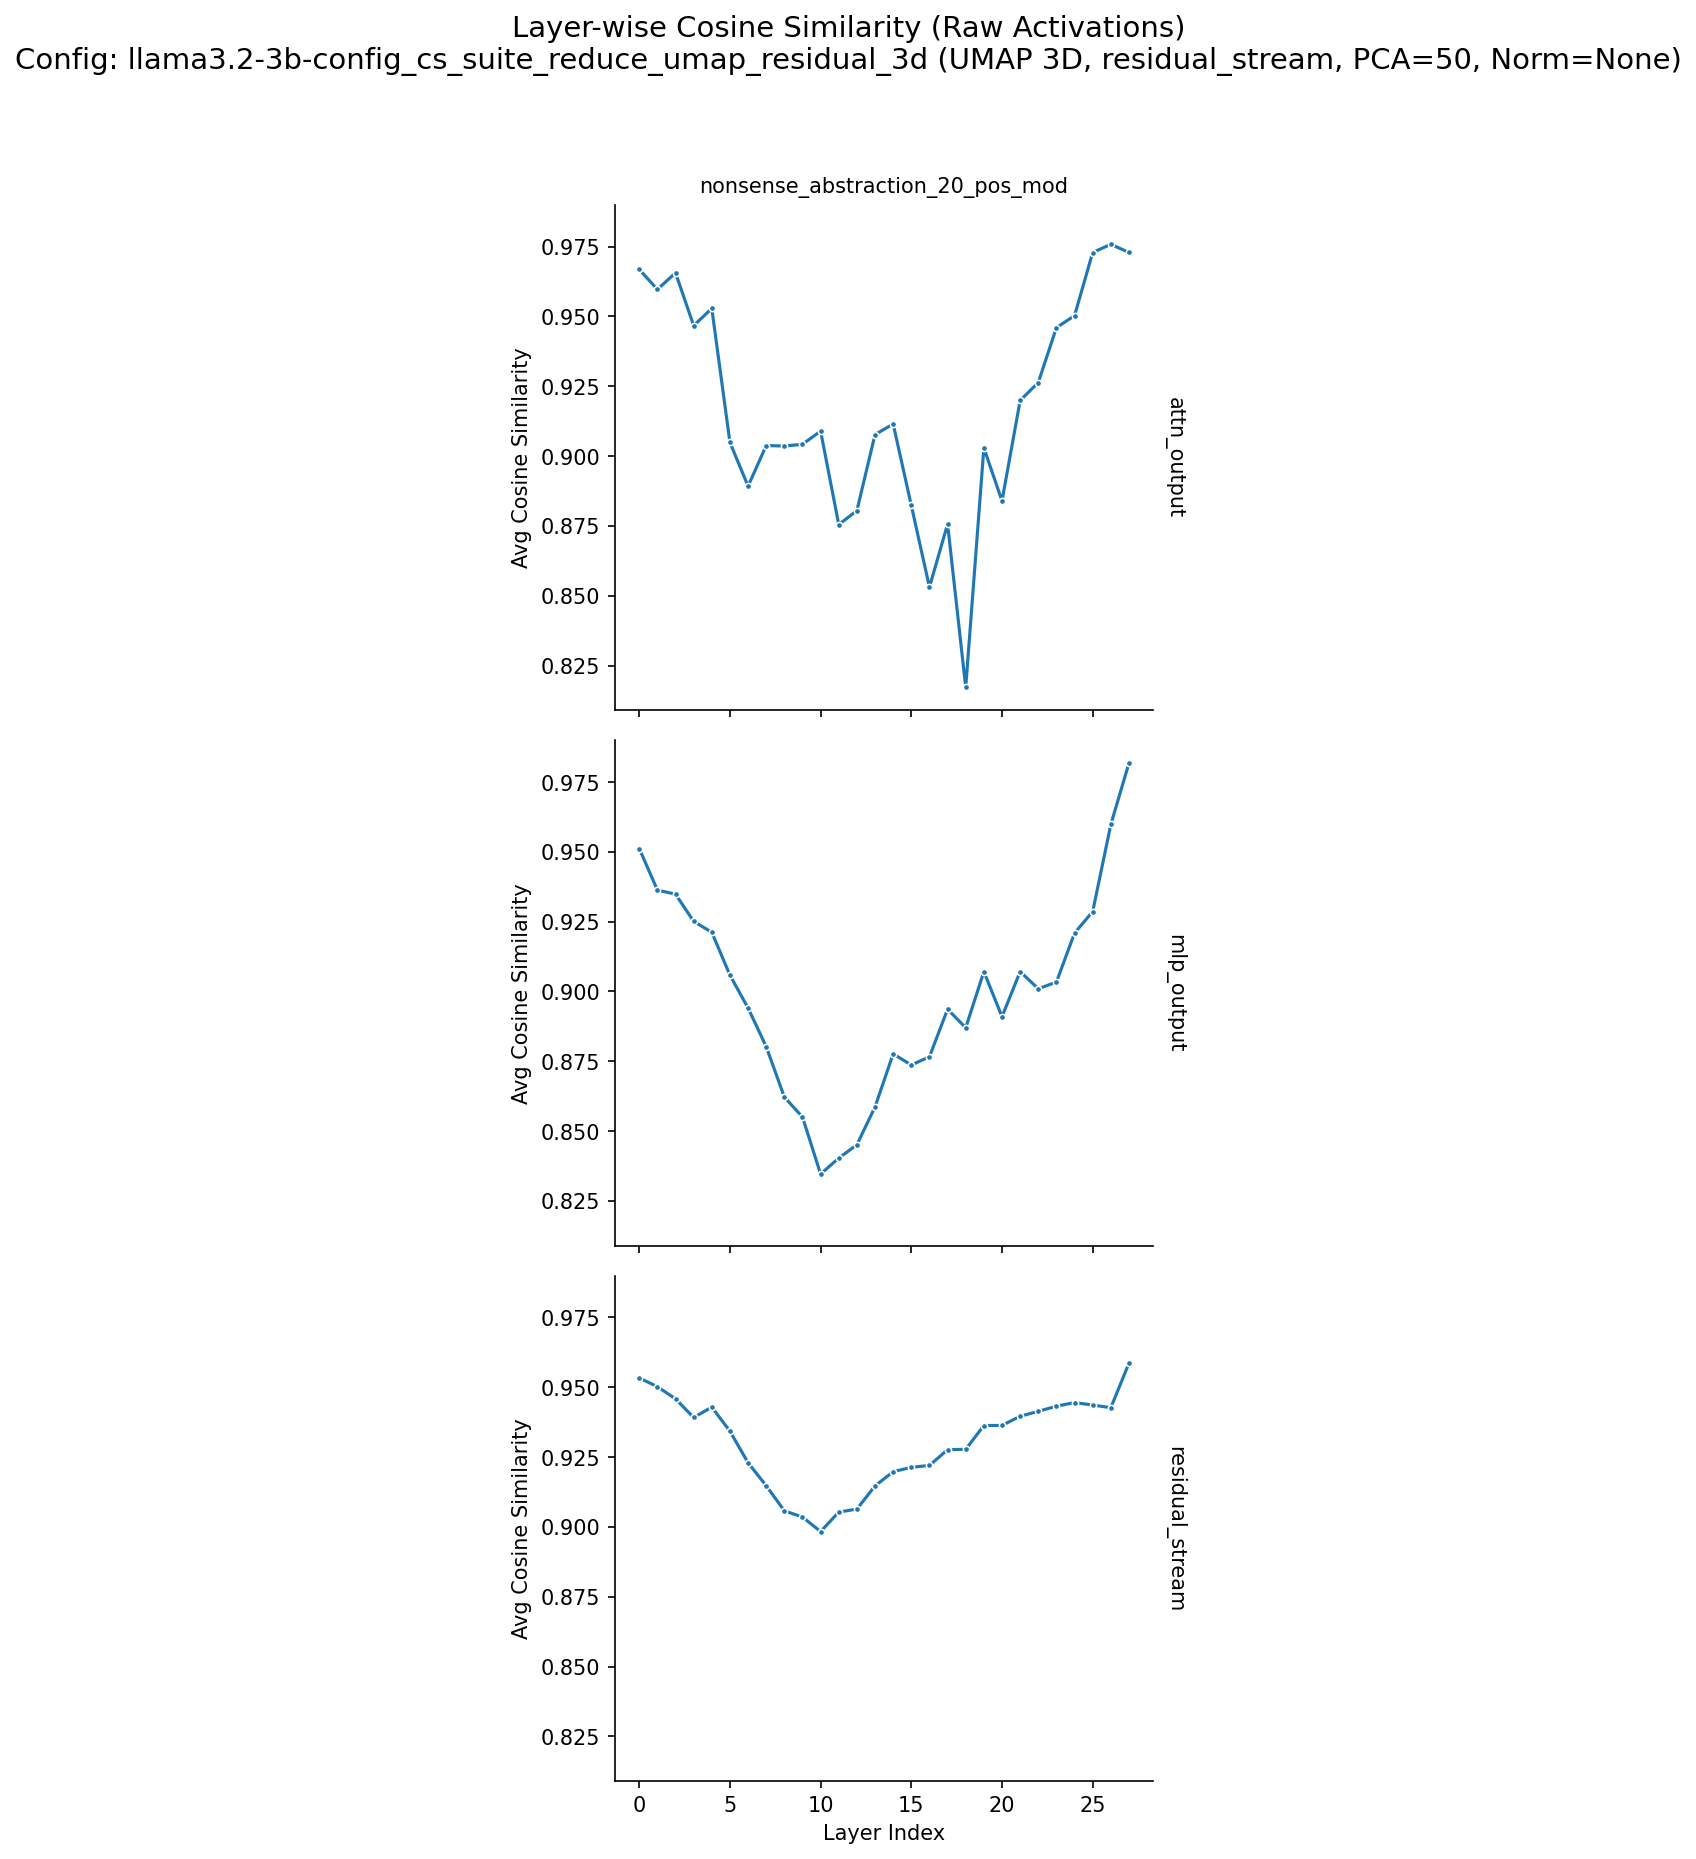 Layer-wise Cosine Similarity (Raw Activations)
Config: llama3.2-3b-config_cs_suite_reduce_umap_residual_3d (UMAP 3D, residual_stream, PCA=50, Norm=None)
nonsense_abstraction_20_pos_mod
0.975
0.950
0.925
0.900
0.875
0.850
0.825
Avg Cosine Similarity
attn_output
0.975
0.950
0.925
0.900
0.875
0.850
0.825
Avg Cosine Similarity
mlp_output
0.975
0.950
0.925
0.900
0.875
0.850
0.825
Avg Cosine Similarity
residual_stream
0 5 10 15 20 25
Layer Index